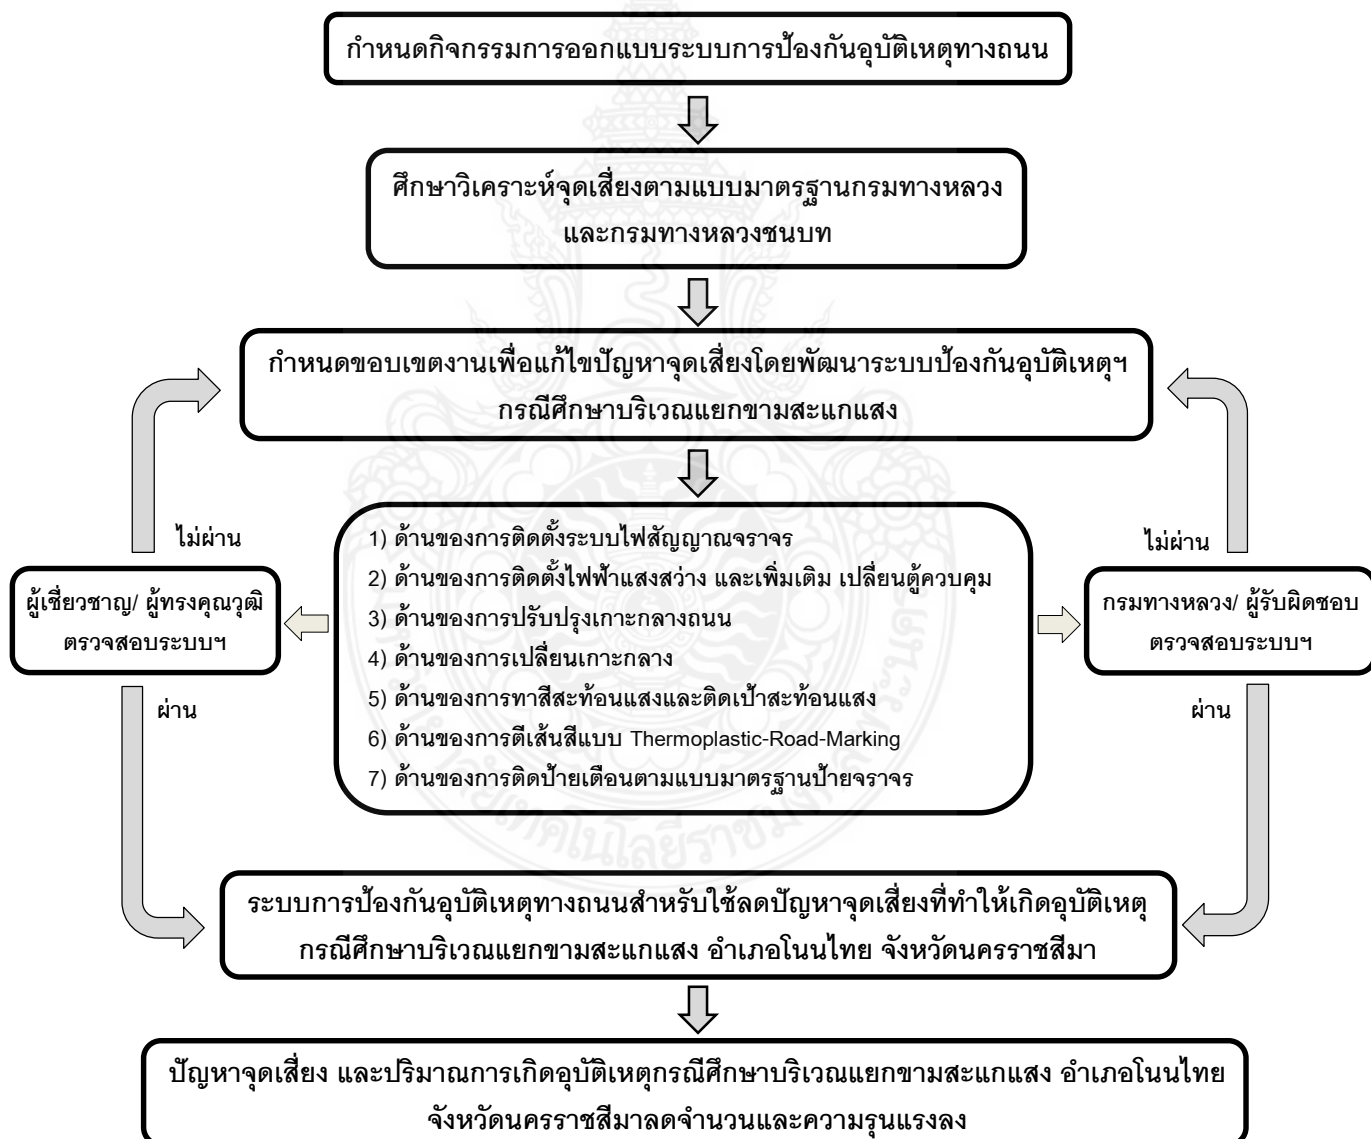 กำหนดกิจกรรมการออกแบบระบบการป้องกันอุบัติเหตุทางถนน
ศึกษาวิเคราะห์จุดเสี่ยงตามแบบมาตรฐานกรมทางหลวง
และกรมทางหลวงชนบท
กำหนดขอบเขตงานเพื่อแก้ไขปัญหาจุดเสี่ยงโดยพัฒนาระบบป้องกันอุบัติเหตุฯ
กรณีศึกษาบริเวณแยกขามสะแกแสง
ไม่ผ่าน
ผู้เชี่ยวชาญ/ ผู้ทรงคุณวุฒิ
ตรวจสอบระบบฯ
ผ่าน
1) ด้านของการติดตั้งระบบไฟสัญญาณจราจร
2) ด้านของการติดตั้งไฟฟ้าแสงสว่าง และเพิ่มเติม เปลี่ยนตู้ควบคุม
3) ด้านของการปรับปรุงเกาะกลางถนน
4) ด้านของการเปลี่ยนเกาะกลาง
5) ด้านของการทาสีสะท้อนแสงและติดเป้าสะท้อนแสง
6) ด้านของการตีเส้นสีแบบ Thermoplastic-Road-Marking
7) ด้านของการติดป้ายเตือนตามแบบมาตรฐานป้ายจราจร
ไม่ผ่าน
กรมทางหลวง/ ผู้รับผิดชอบ
ตรวจสอบระบบฯ
ผ่าน
ระบบการป้องกันอุบัติเหตุทางถนนสำหรับใช้ลดปัญหาจุดเสี่ยงที่ทำให้เกิดอุบัติเหตุ
กรณีศึกษาบริเวณแยกขามสะแกแสง อำเภอโนนไทย จังหวัดนครราชสีมา
ปัญหาจุดเสี่ยง และปริมาณการเกิดอุบัติเหตุกรณีศึกษาบริเวณแยกขามสะแกแสง อำเภอโนนไทย
จังหวัดนครราชสีมาลดจำนวนและความรุนแรงลง